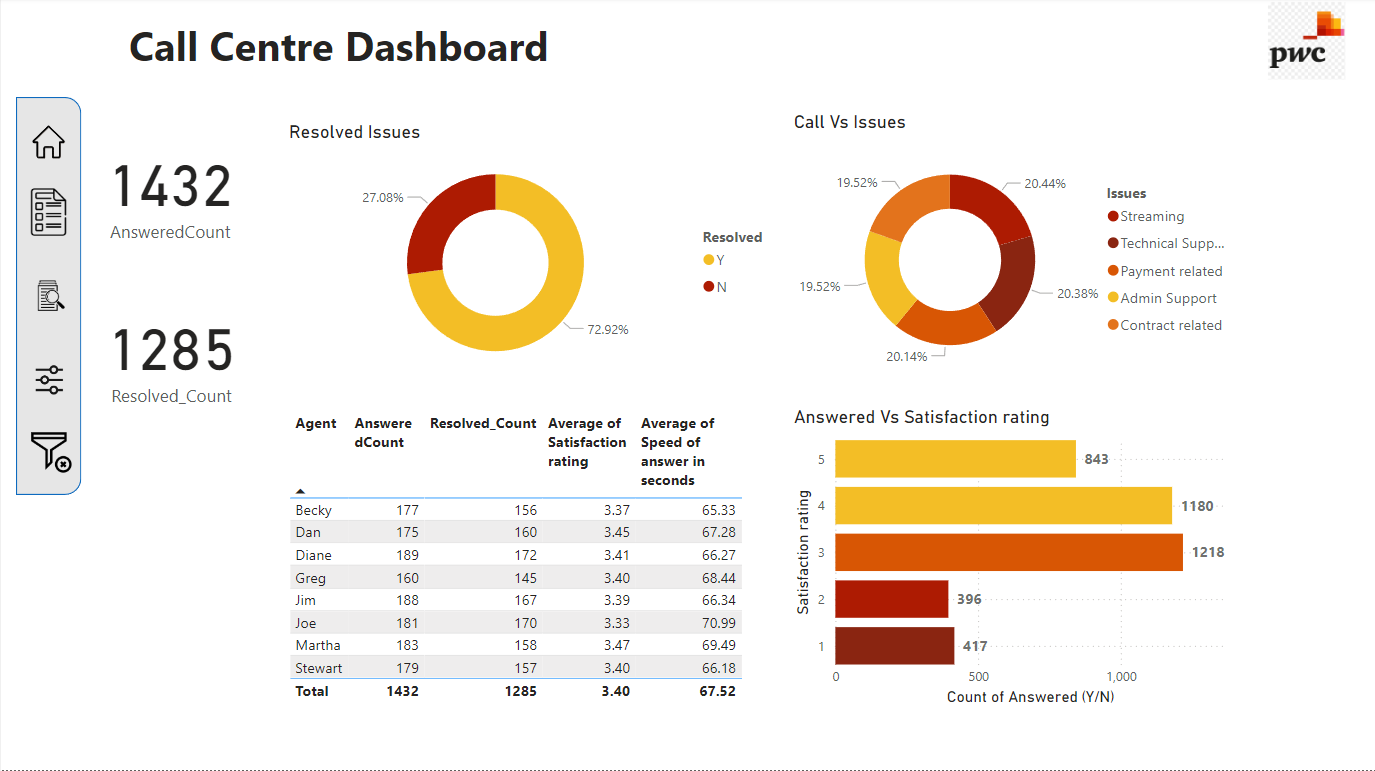 Call Centre Dashboard
pwc
1432
AnsweredCount
1285
Resolved_Count
Resolved Issues
27.08%
72.92%
Resolved
Y
N
Call Vs Issues
19.52%
20.44%
19.52%
20.38%
20.14%
Issues
Streaming
Technical Supp...
Payment related
Admin Support
Contract related
Agent Answere Resolved_Count Average of Average of
dCount Satisfaction Speed of
rating answer in
seconds
Becky 177 156 3.37 65.33
Dan 175 160 3.45 67.28
Diane 189 172 3.41 66.27
Greg 160 145 3.40 68.44
Jim 188 167 3.39 66.34
Joe 181 170 3.33 70.99
Martha 183 158 3.47 69.49
Stewart 179 157 3.40 66.18
Total 1432 1285 3.40 67.52
Answered Vs Satisfaction rating
Satisfaction rating
5 843
4 1180
3 1218
2 396
1 417
0 500 1,000
Count of Answered (Y/N)